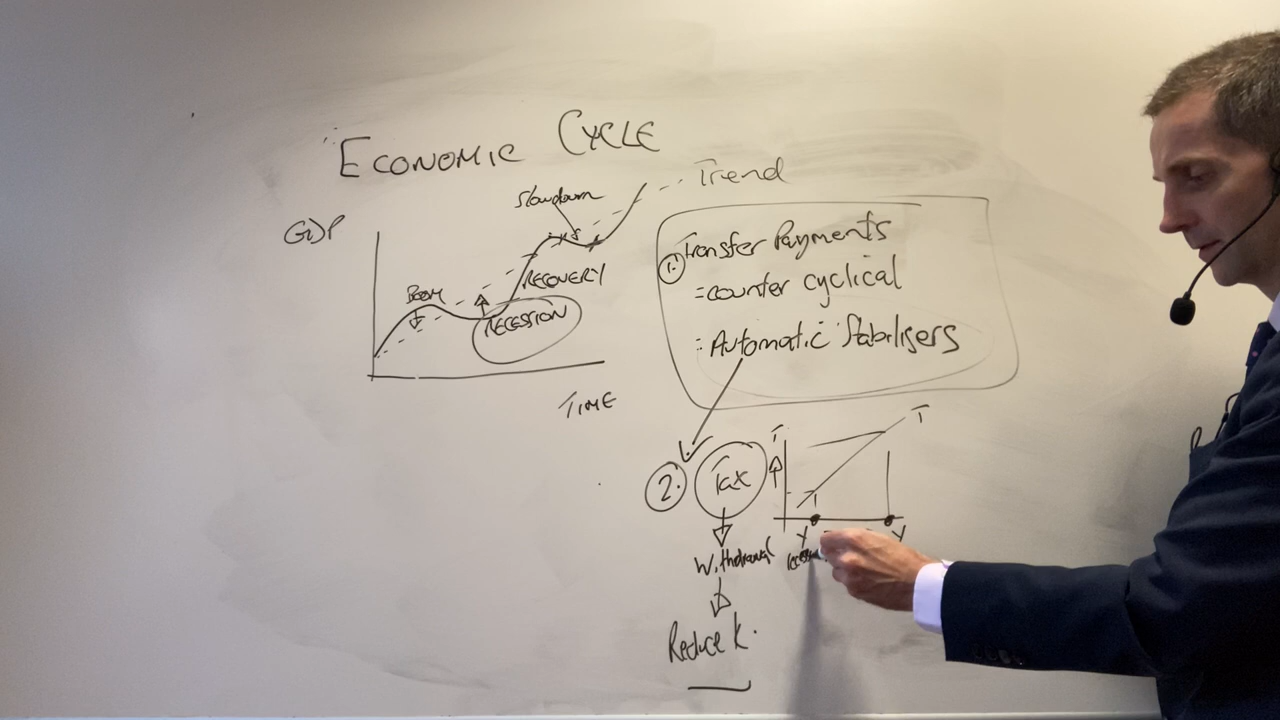 ECONOMIC CYCLE
Trend
Slowdown
GDP
BOOM
RECOVERY
RECESSION
TIME
1. Transfer Payments
= counter cyclical
= Automatic Stabilisers
2. Tax
T
T
Y
Y
Withdrawal
Reduce k.